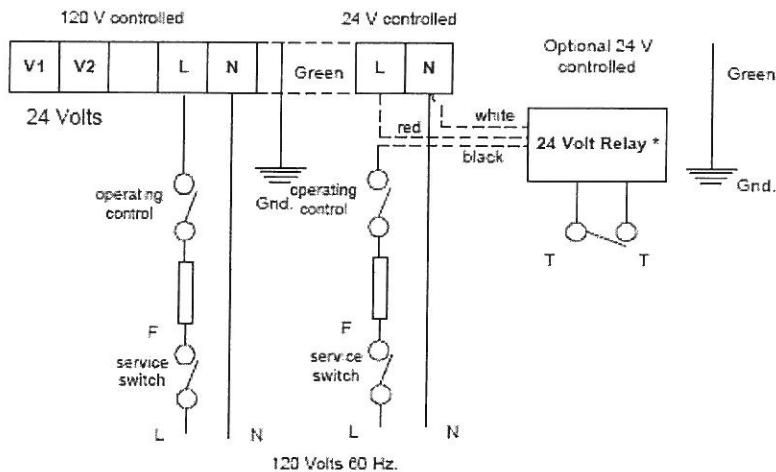 120 V controlled
24 V controlled
Optional 24 V
controlled
V1 V2 L N
Green
L N
Green
24 Volts
white
red
black
24 Volt Relay *
operating
control
Gnd.
operating
control
Gnd.
T T
F
F
service
switch
service
switch
L N L N
120 Volts 60 Hz.